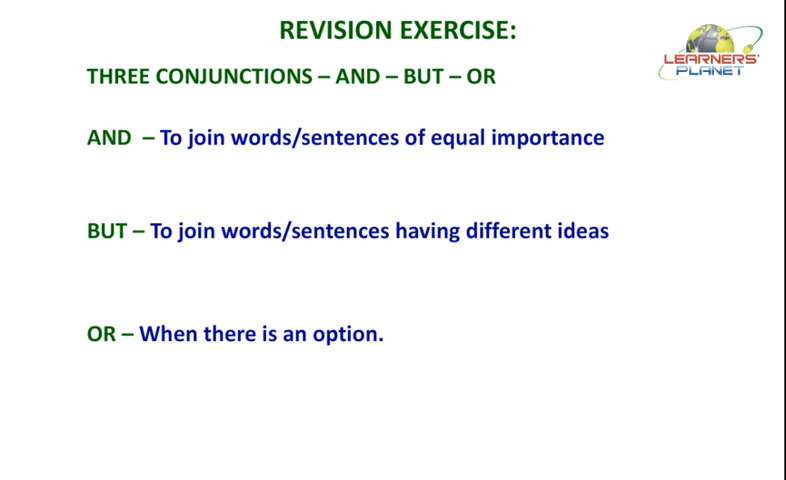 REVISION EXERCISE:
LEARNERS'
PLANET
THREE CONJUNCTIONS – AND – BUT – OR
AND – To join words/sentences of equal importance
BUT – To join words/sentences having different ideas
OR – When there is an option.